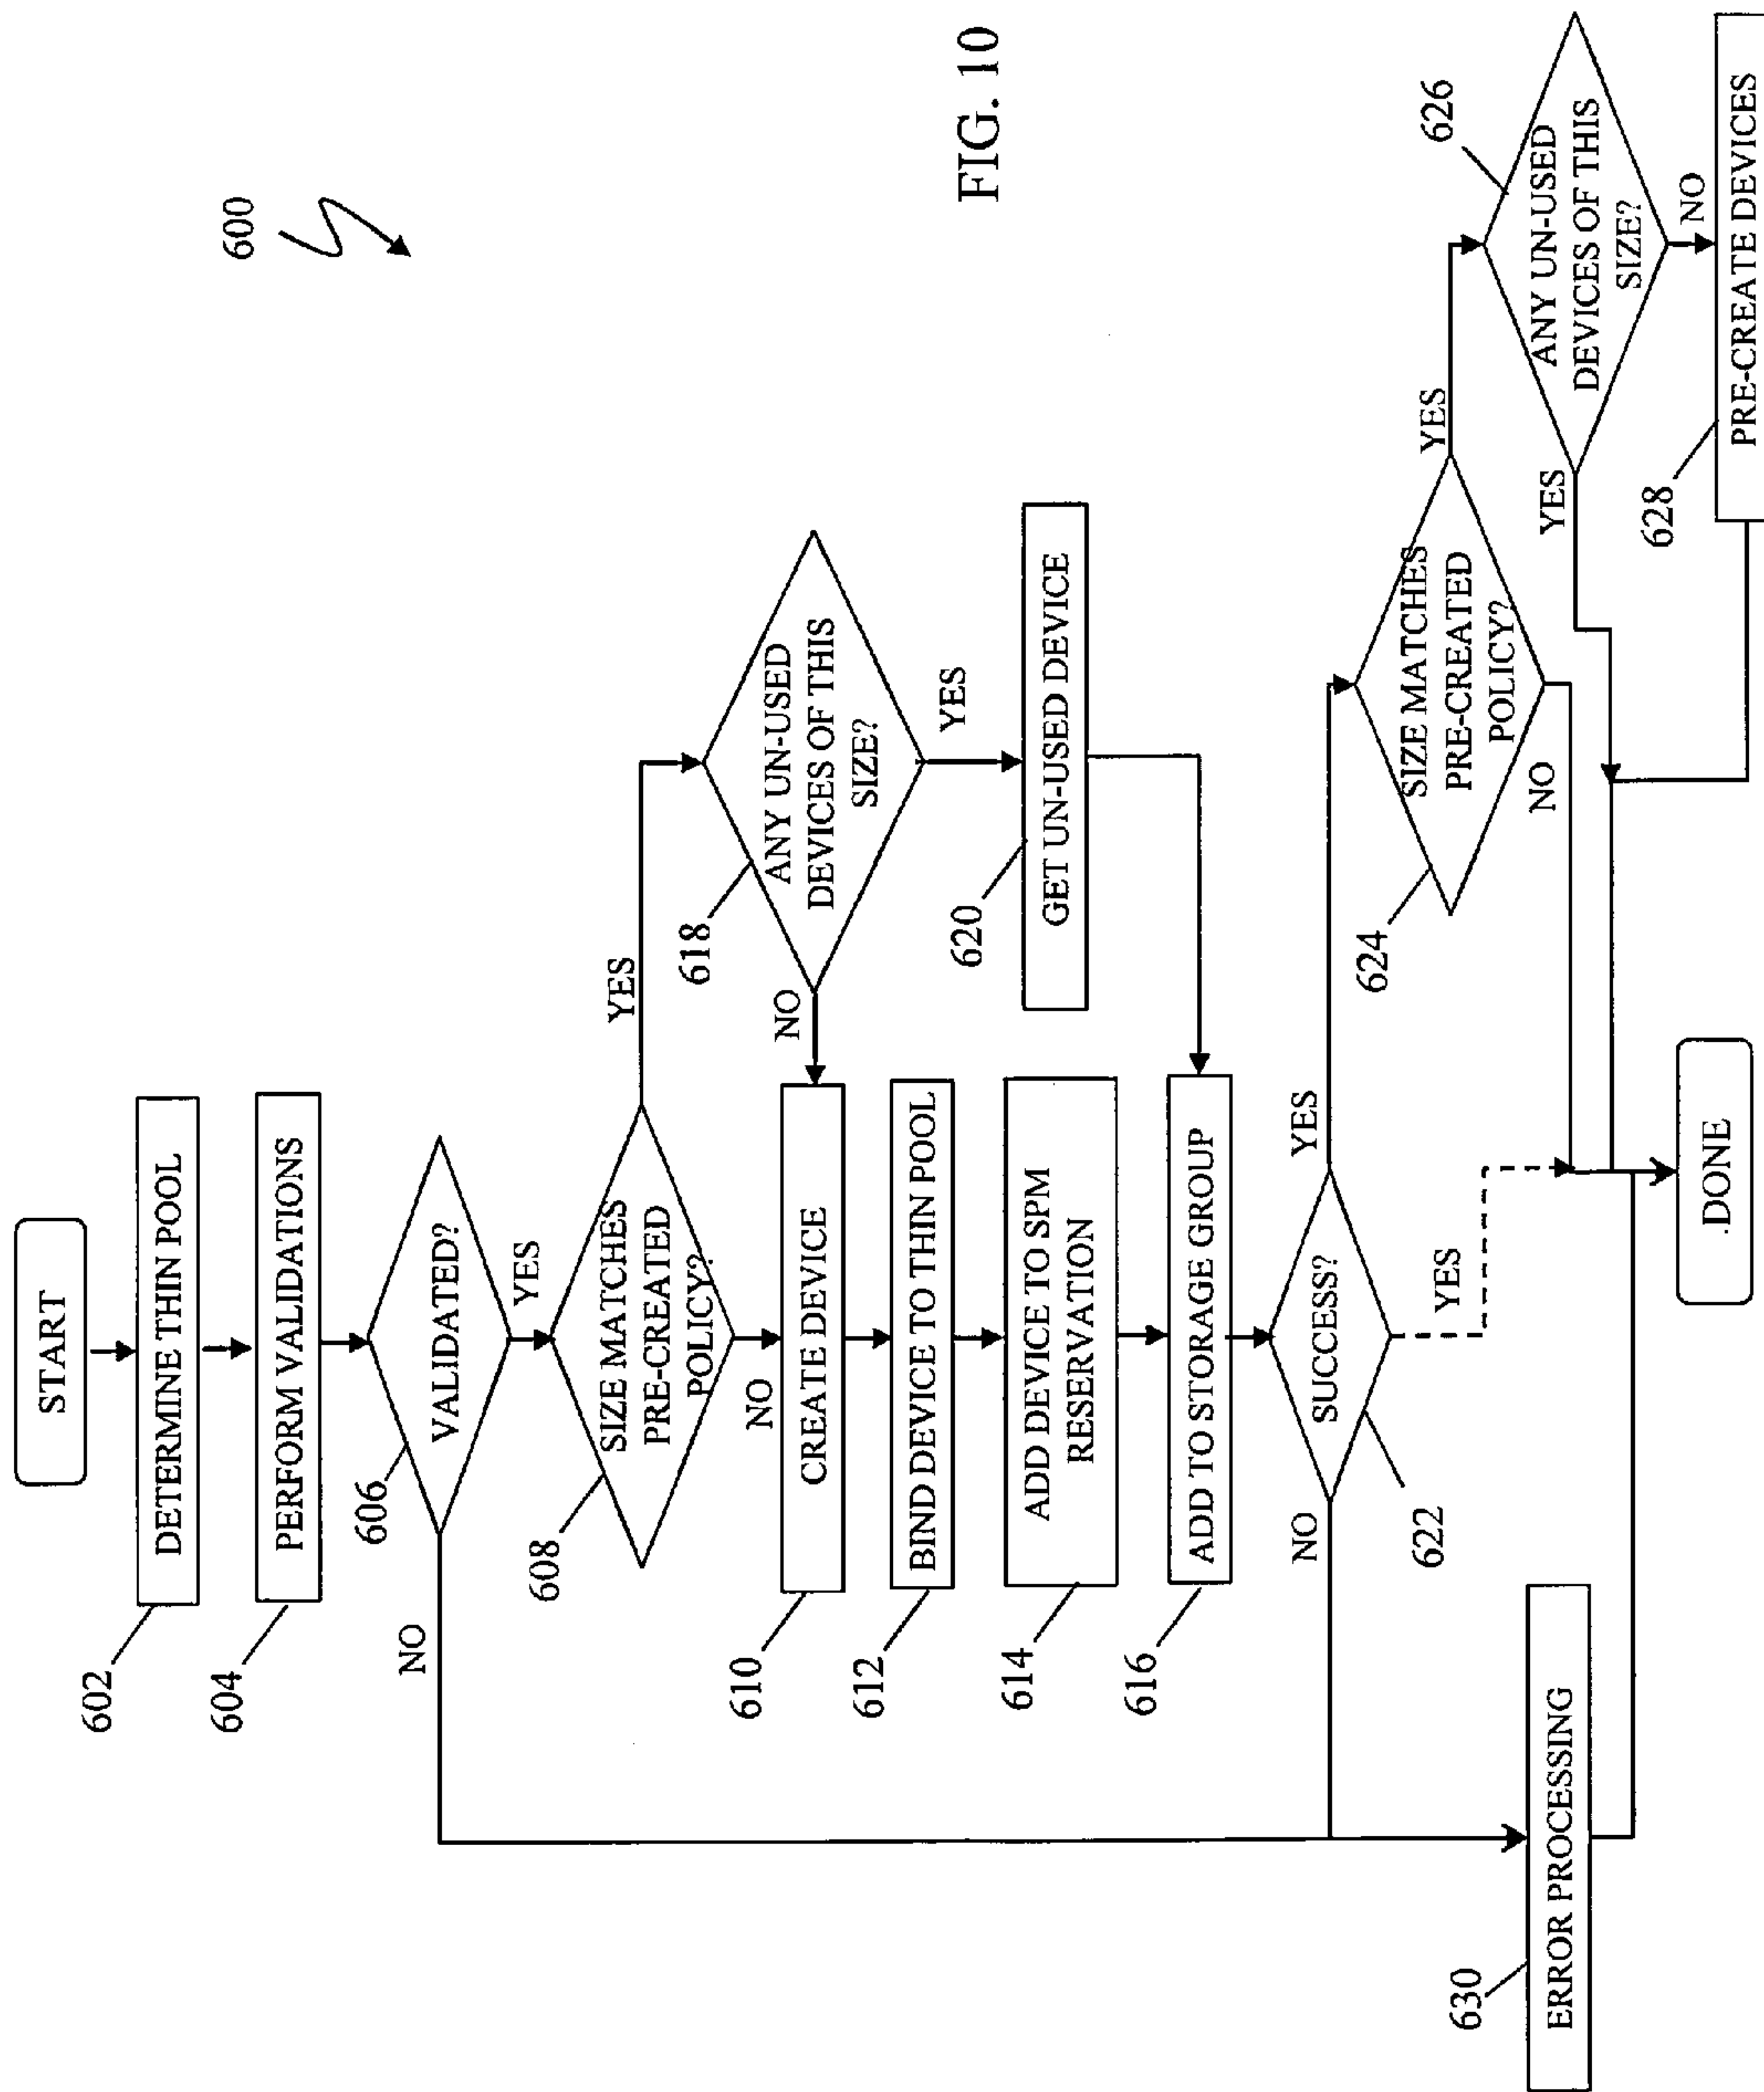 600
START
602
DETERMINE THIN POOL
604
PERFORM VALIDATIONS
606
VALIDATED?
NO
YES
608
SIZE MATCHES
PRE-CREATED
POLICY?
YES
NO
618
ANY UN-USED
DEVICES OF THIS
SIZE?
NO
YES
610
CREATE DEVICE
612
BIND DEVICE TO THIN POOL
620
GET UN-USED DEVICE
614
ADD DEVICE TO SPM
RESERVATION
616
ADD TO STORAGE GROUP
FIG. 10
SUCCESS?
622
NO
YES
YES
624
SIZE MATCHES
PRE-CREATED
POLICY?
YES
NO
626
ANY UN-USED
DEVICES OF THIS
SIZE?
YES
NO
628
PRE-CREATE DEVICES
630
ERROR PROCESSING
.DONE